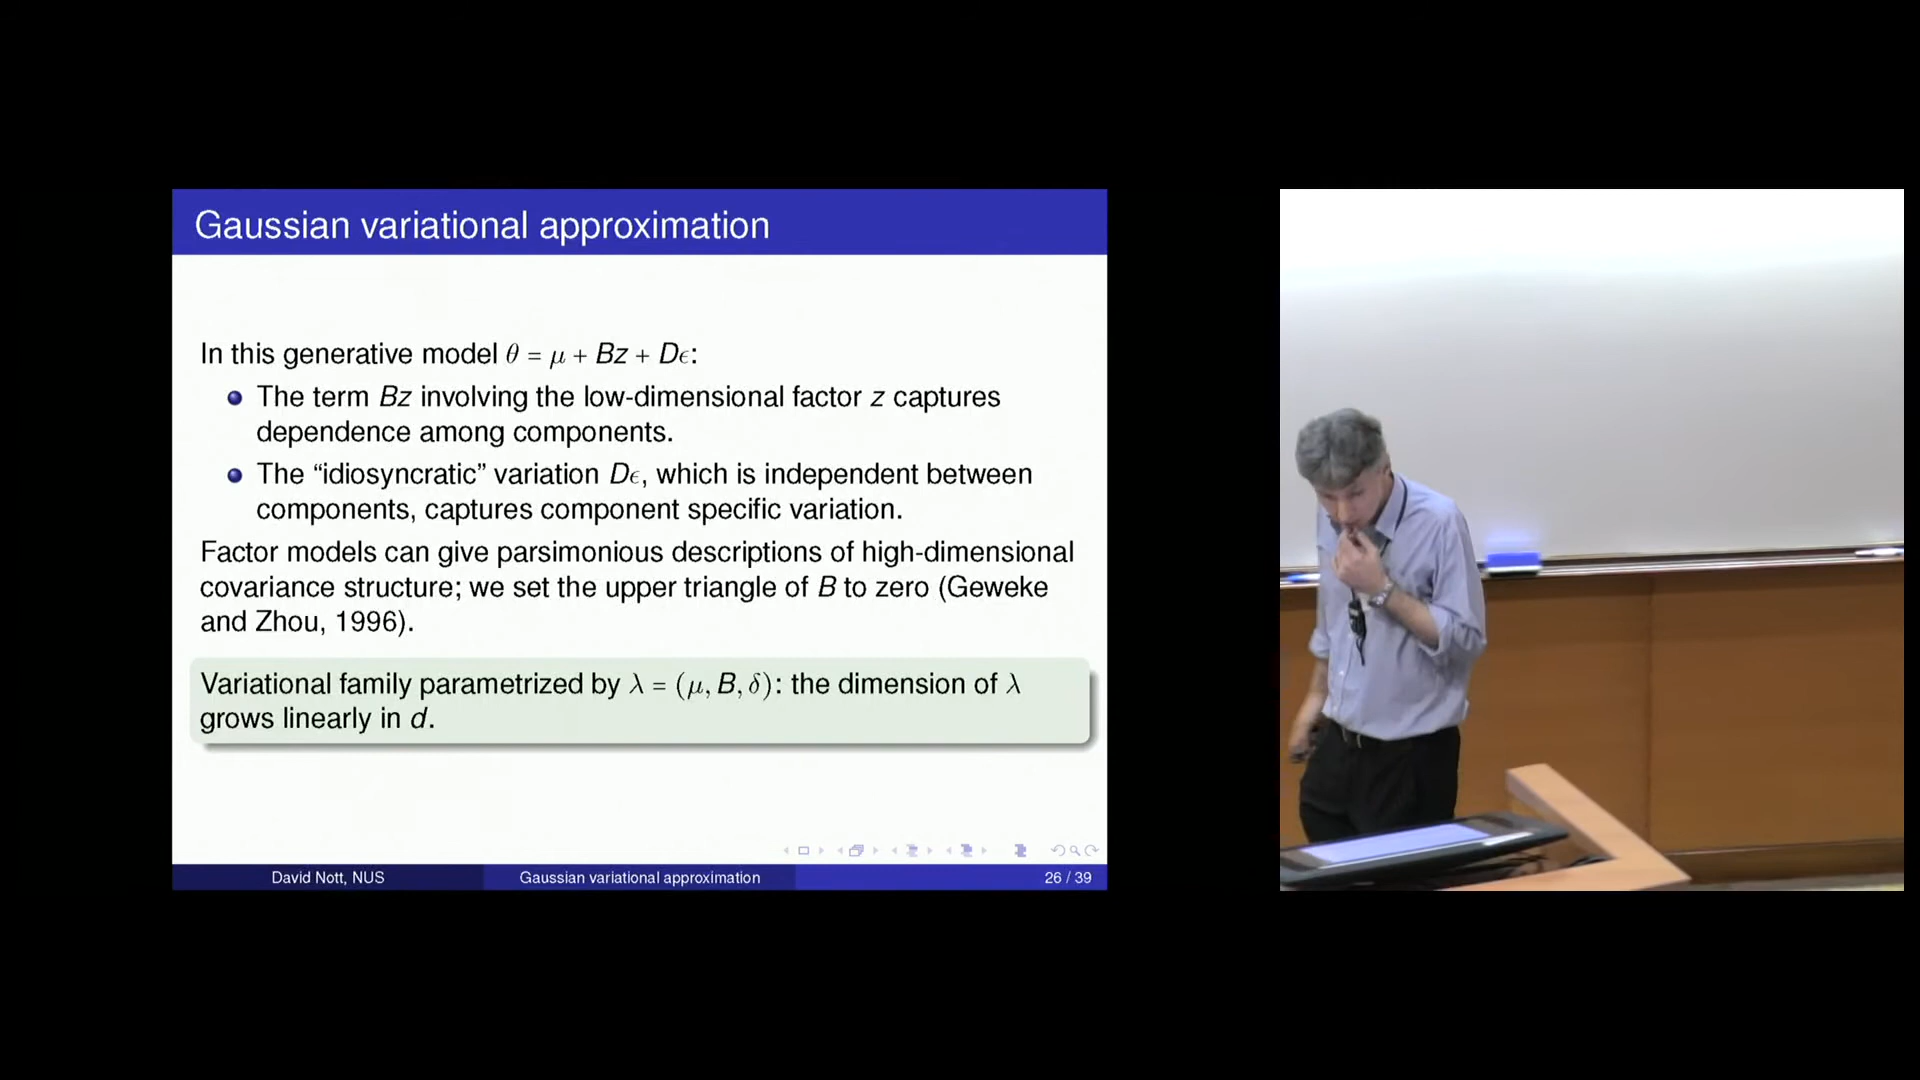 Gaussian variational approximation
In this generative model θ = μ + Bz + Dϵ:
The term Bz involving the low-dimensional factor z captures
dependence among components.
The “idiosyncratic” variation Dϵ, which is independent between
components, captures component specific variation.
Factor models can give parsimonious descriptions of high-dimensional
covariance structure; we set the upper triangle of B to zero (Geweke
and Zhou, 1996).
Variational family parametrized by λ = (μ, B, δ): the dimension of λ
grows linearly in d.
David Nott, NUS
Gaussian variational approximation
26 / 39